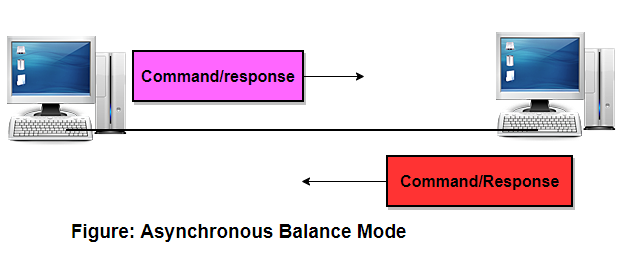 Command/response
Command/Response
Figure: Asynchronous Balance Mode